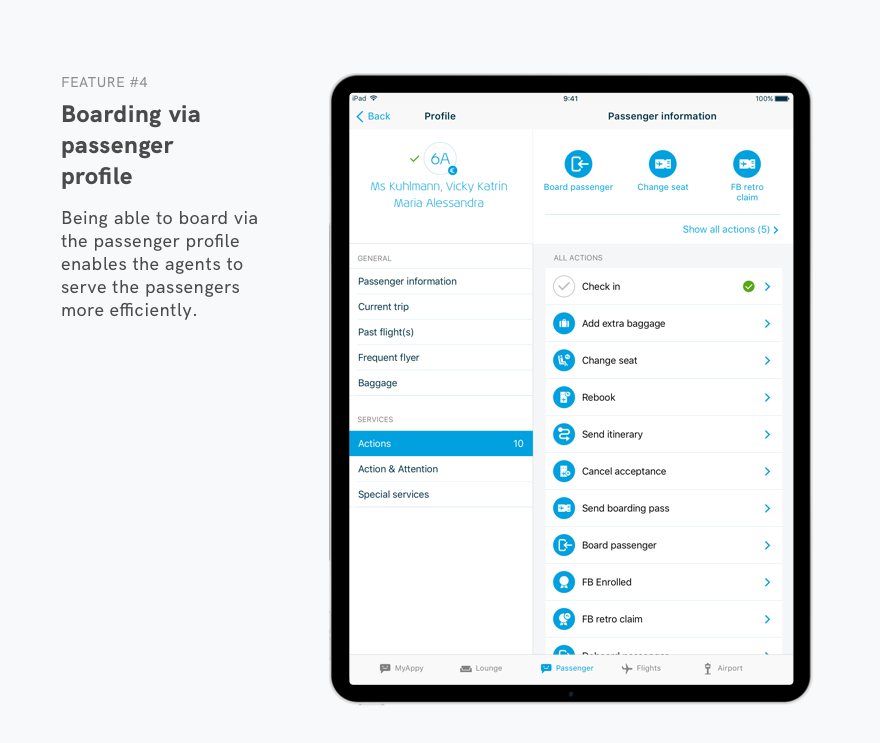 FEATURE #4
Boarding via
passenger
profile
Being able to board via
the passenger profile
enables the agents to
serve the passengers
more efficiently.
iPad 9:41 100%
Back Profile Passenger information
6A
€
Ms Kuhlmann, Vicky Katrin
Maria Alessandra
Board passenger Change seat FB retro
claim
Show all actions (5)
GENERAL
Passenger information
Current trip
Past flight(s)
Frequent flyer
Baggage
SERVICES
Actions 10
Action & Attention
Special services
ALL ACTIONS
Check in
Add extra baggage
Change seat
Rebook
Send itinerary
Cancel acceptance
Send boarding pass
Board passenger
FB Enrolled
FB retro claim
MyAppy Lounge Passenger Flights Airport